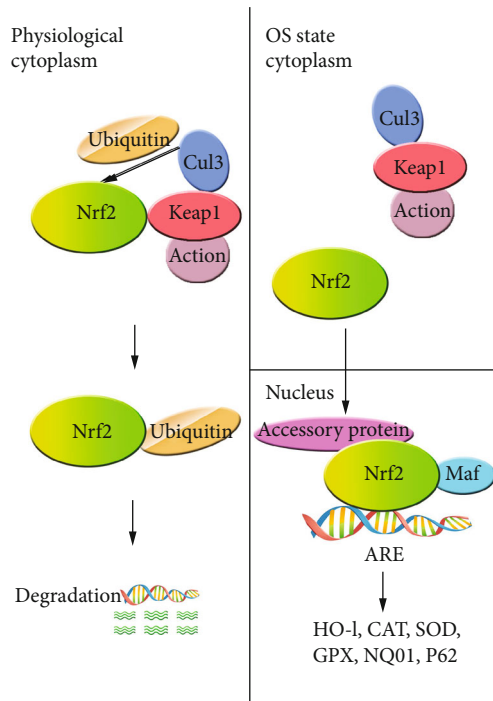 Physiological
cytoplasm
Ubiquitin
Cul3
Nrf2
Keap1
Action
Nrf2
Ubiquitin
Degradation
OS state
cytoplasm
Cul3
Keap1
Action
Nrf2
Nucleus
Accessory protein
Nrf2
Maf
ARE
HO-l, CAT, SOD,
GPX, NQ01, P62